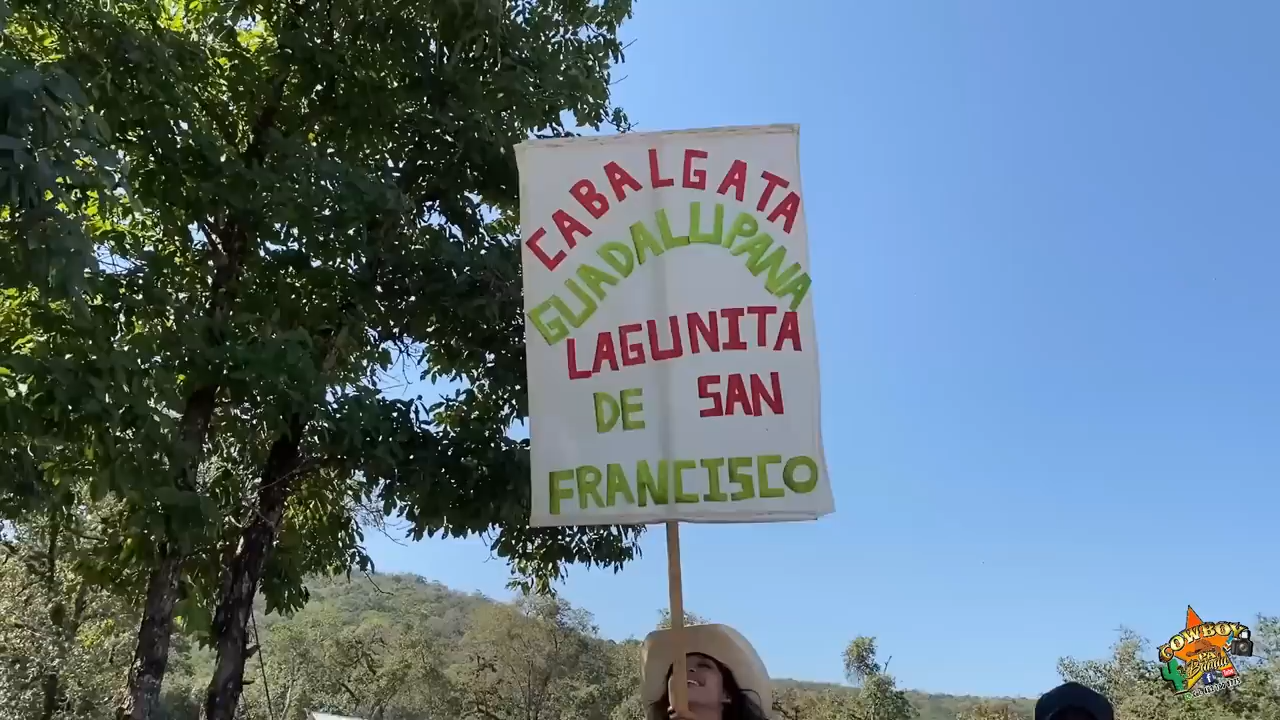 CABALGATA
GUADALUPANA
LAGUNITA
DE SAN
FRANCISCO
COWBOY